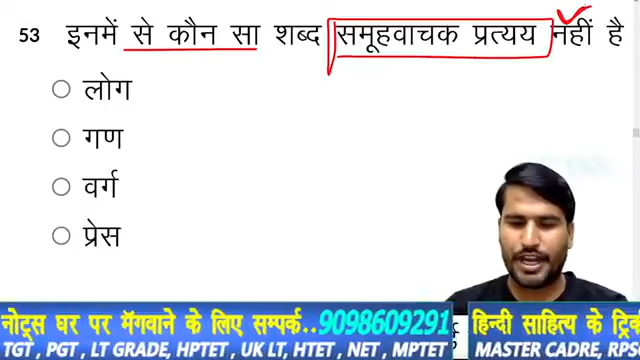 53 इनमें से कौन सा शब्द समूहवाचक प्रत्यय नहीं है
लोग
गण
वर्ग
प्रेस
नोट्स घर पर मँगवाने के लिए सम्पर्क..9098609291
हिन्दी साहित्य के
TGT, PGT , LT GRADE, HPTET , UK LT, HTET , NET , MPTET
MASTER CADRE, RPS